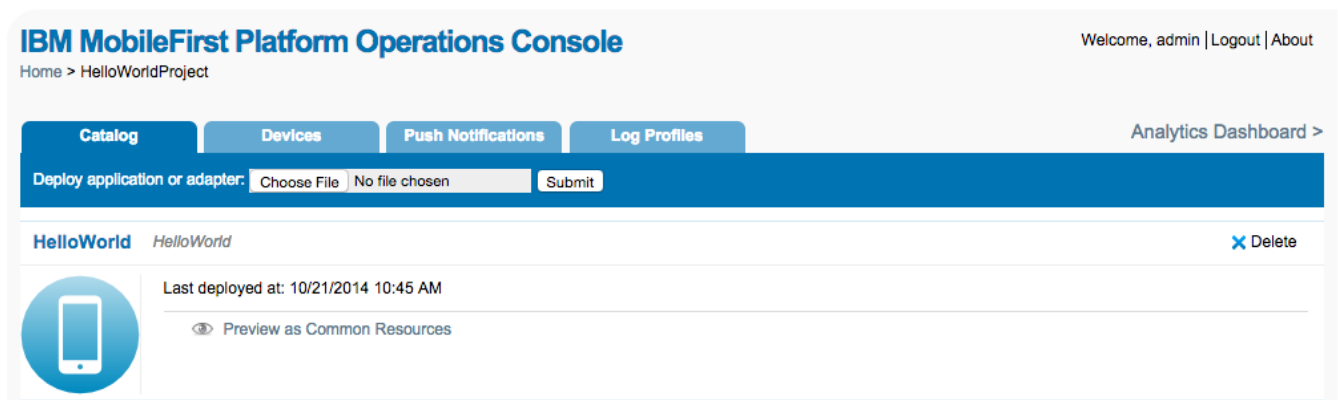 IBM MobileFirst Platform Operations Console
Welcome, admin | Logout | About
Home > HelloWorldProject
Catalog
Devices
Push Notifications
Log Profiles
Analytics Dashboard >
Deploy application or adapter: Choose File No file chosen Submit
HelloWorld HelloWorld
Delete
Last deployed at: 10/21/2014 10:45 AM
Preview as Common Resources